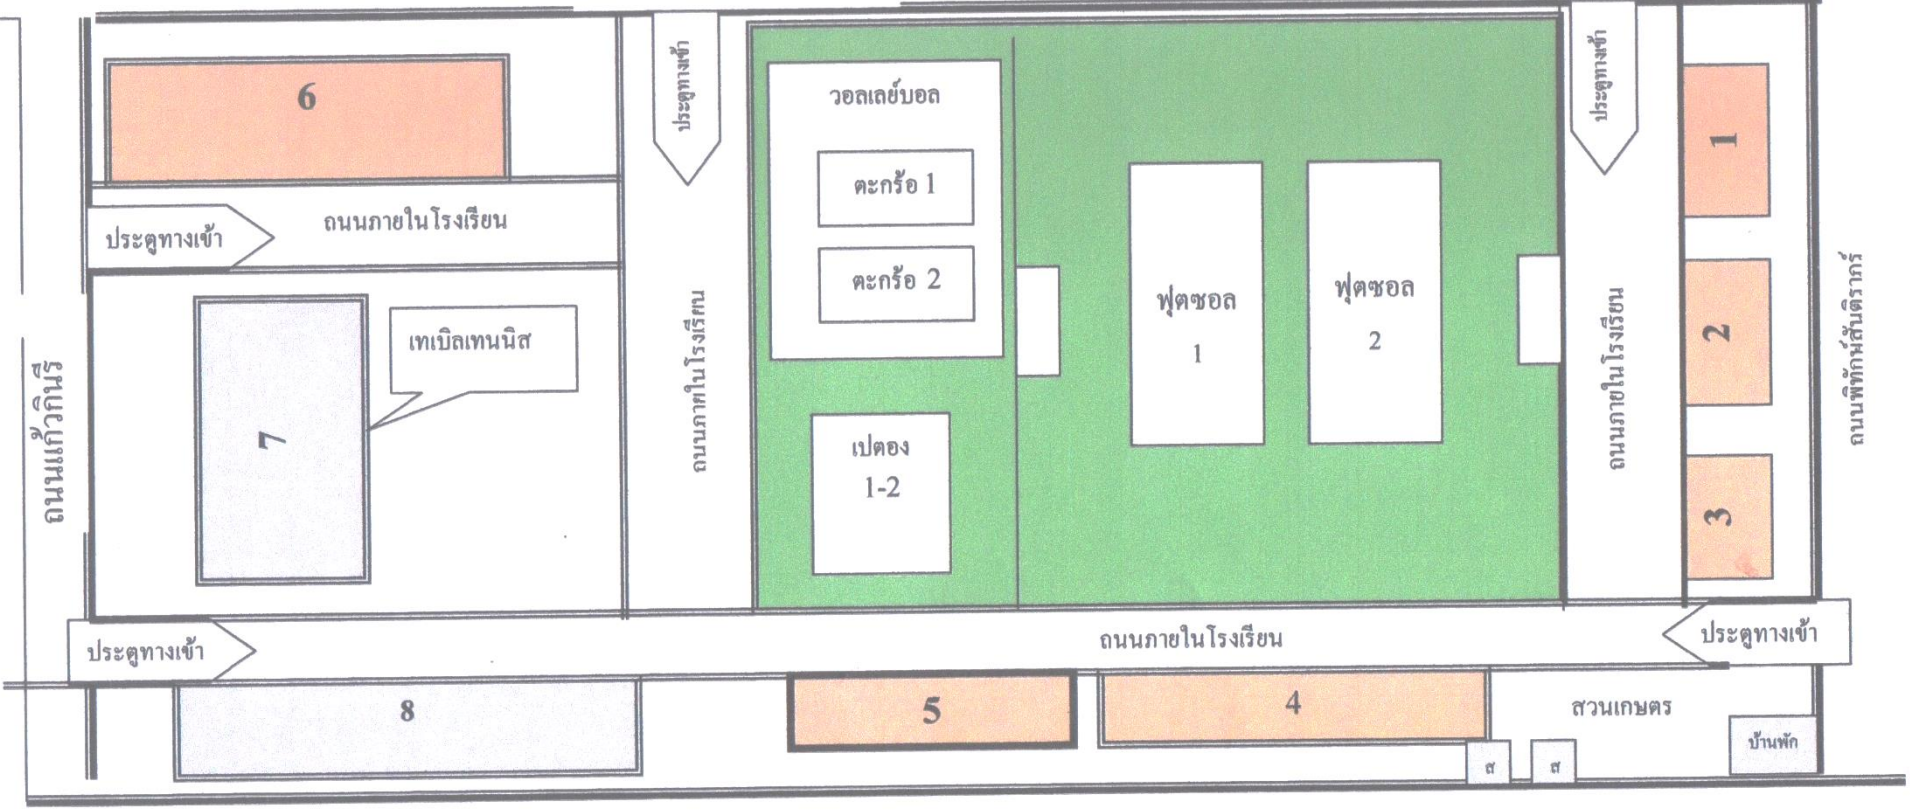 6
ประตูทางเข้า
ถนนภายในโรงเรียน
ถนนแก้วกินรี
7
เทเบิลเทนนิส
ประตูทางเข้า
ถนนภายในโรงเรียน
วอลเลย์บอล
ตะกร้อ 1
ตะกร้อ 2
เปตอง
1-2
ฟุตซอล
1
ฟุตซอล
2
ประตูทางเข้า
ถนนภายในโรงเรียน
1
2
3
ถนนพิทักษ์สันติราภร์
ประตูทางเข้า
ถนนภายในโรงเรียน
ประตูทางเข้า
8
5
4
สวนเกษตร
ส
ส
บ้านพัก